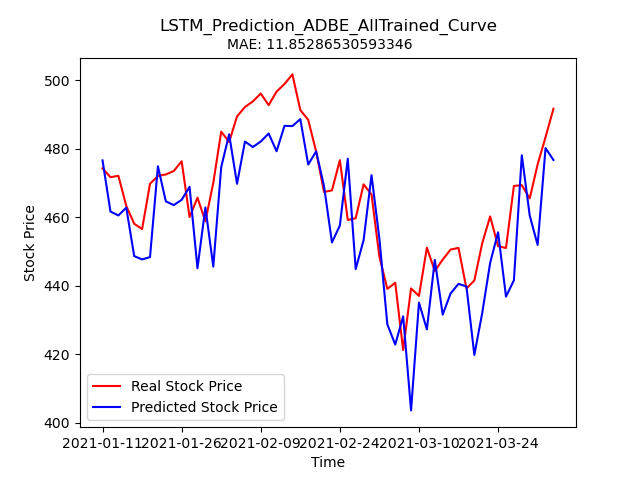 LSTM_Prediction_ADBE_AllTrained_Curve
MAE: 11.85286530593346
500
480
460
440
420
400
Stock Price
Real Stock Price
Predicted Stock Price
2021-01-11 2021-01-26 2021-02-09 2021-02-24 2021-03-10 2021-03-24
Time